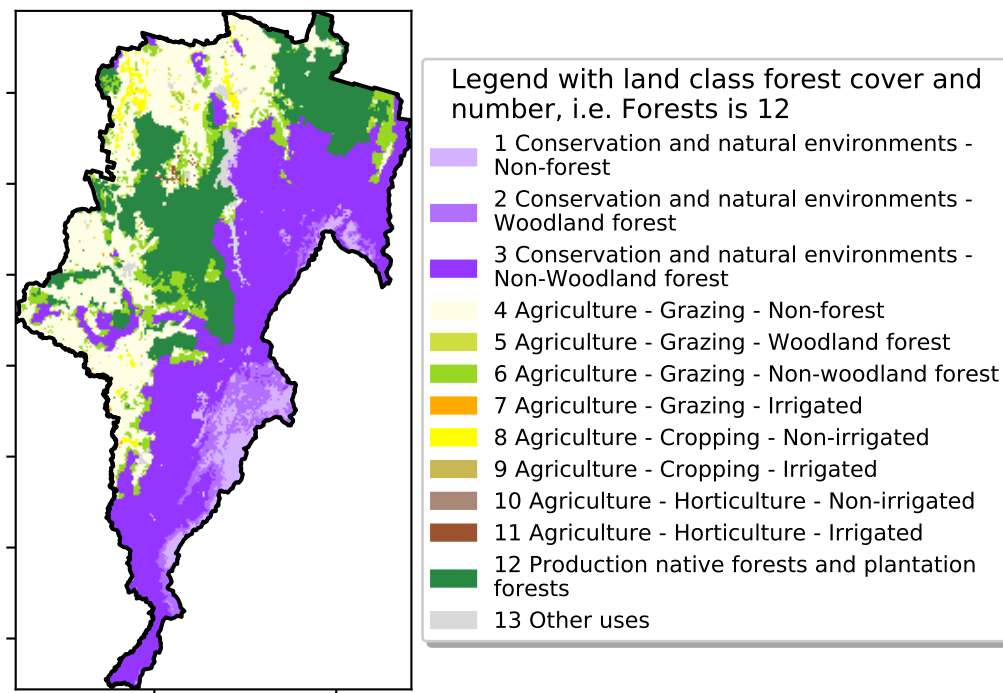 Legend with land class forest cover and
number, i.e. Forests is 12
1 Conservation and natural environments -
Non-forest
2 Conservation and natural environments -
Woodland forest
3 Conservation and natural environments -
Non-Woodland forest
4 Agriculture - Grazing - Non-forest
5 Agriculture - Grazing - Woodland forest
6 Agriculture - Grazing - Non-woodland forest
7 Agriculture - Grazing - Irrigated
8 Agriculture - Cropping - Non-irrigated
9 Agriculture - Cropping - Irrigated
10 Agriculture - Horticulture - Non-irrigated
11 Agriculture - Horticulture - Irrigated
12 Production native forests and plantation
forests
13 Other uses